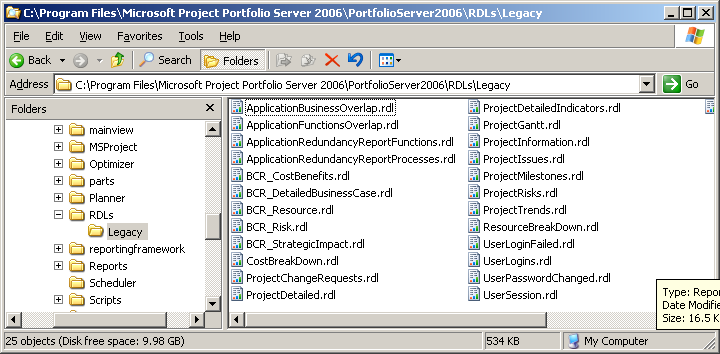 C:\Program Files\Microsoft Project Portfolio Server 2006\PortfolioServer2006\RDLs\Legacy
File Edit View Favorites Tools Help
Back Search Folders
Address C:\Program Files\Microsoft Project Portfolio Server 2006\PortfolioServer2006\RDLs\Legacy Go
Folders
mainview
MSProject
Optimizer
parts
Planner
RDLs
Legacy
reportingframework
Reports
Scheduler
Scripts
ApplicationBusinessOverlap.rdl
ApplicationFunctionsOverlap.rdl
ApplicationRedundancyReportFunctions.rdl
ApplicationRedundancyReportProcesses.rdl
BCR_CostBenefits.rdl
BCR_DetailedBusinessCase.rdl
BCR_Resource.rdl
BCR_Risk.rdl
BCR_StrategicImpact.rdl
CostBreakDown.rdl
ProjectChangeRequests.rdl
ProjectDetailed.rdl
ProjectDetailedIndicators.rdl
ProjectGantt.rdl
ProjectInformation.rdl
ProjectIssues.rdl
ProjectMilestones.rdl
ProjectRisks.rdl
ProjectTrends.rdl
ResourceBreakDown.rdl
UserLoginFailed.rdl
UserLogins.rdl
UserPasswordChanged.rdl
UserSession.rdl
Type: Repo
Date Modifie
Size: 16.5 K
25 objects (Disk free space: 9.98 GB) 534 KB My Computer